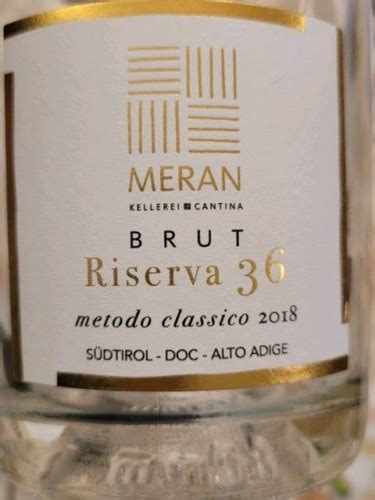 MERAN
KELLEREI CANTINA
BRUT
Riserva 36
metodo classico 2018
SÜDTIROL - DOC - ALTO ADIGE